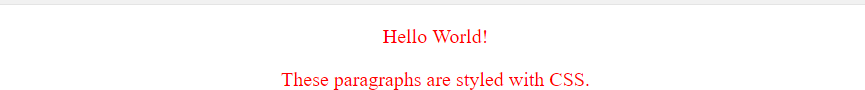 Hello World!
These paragraphs are styled with CSS.